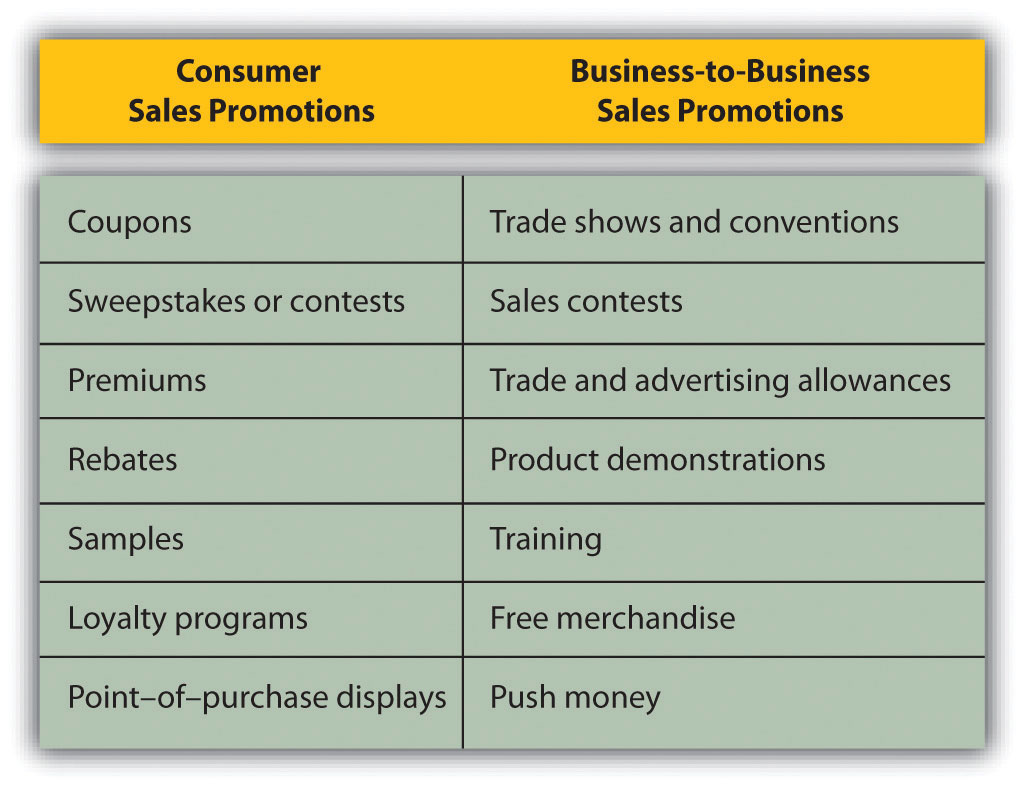 Consumer
Sales Promotions
Business-to-Business
Sales Promotions
Coupons
Trade shows and conventions
Sweepstakes or contests
Sales contests
Premiums
Trade and advertising allowances
Rebates
Product demonstrations
Samples
Training
Loyalty programs
Free merchandise
Point–of–purchase displays
Push money